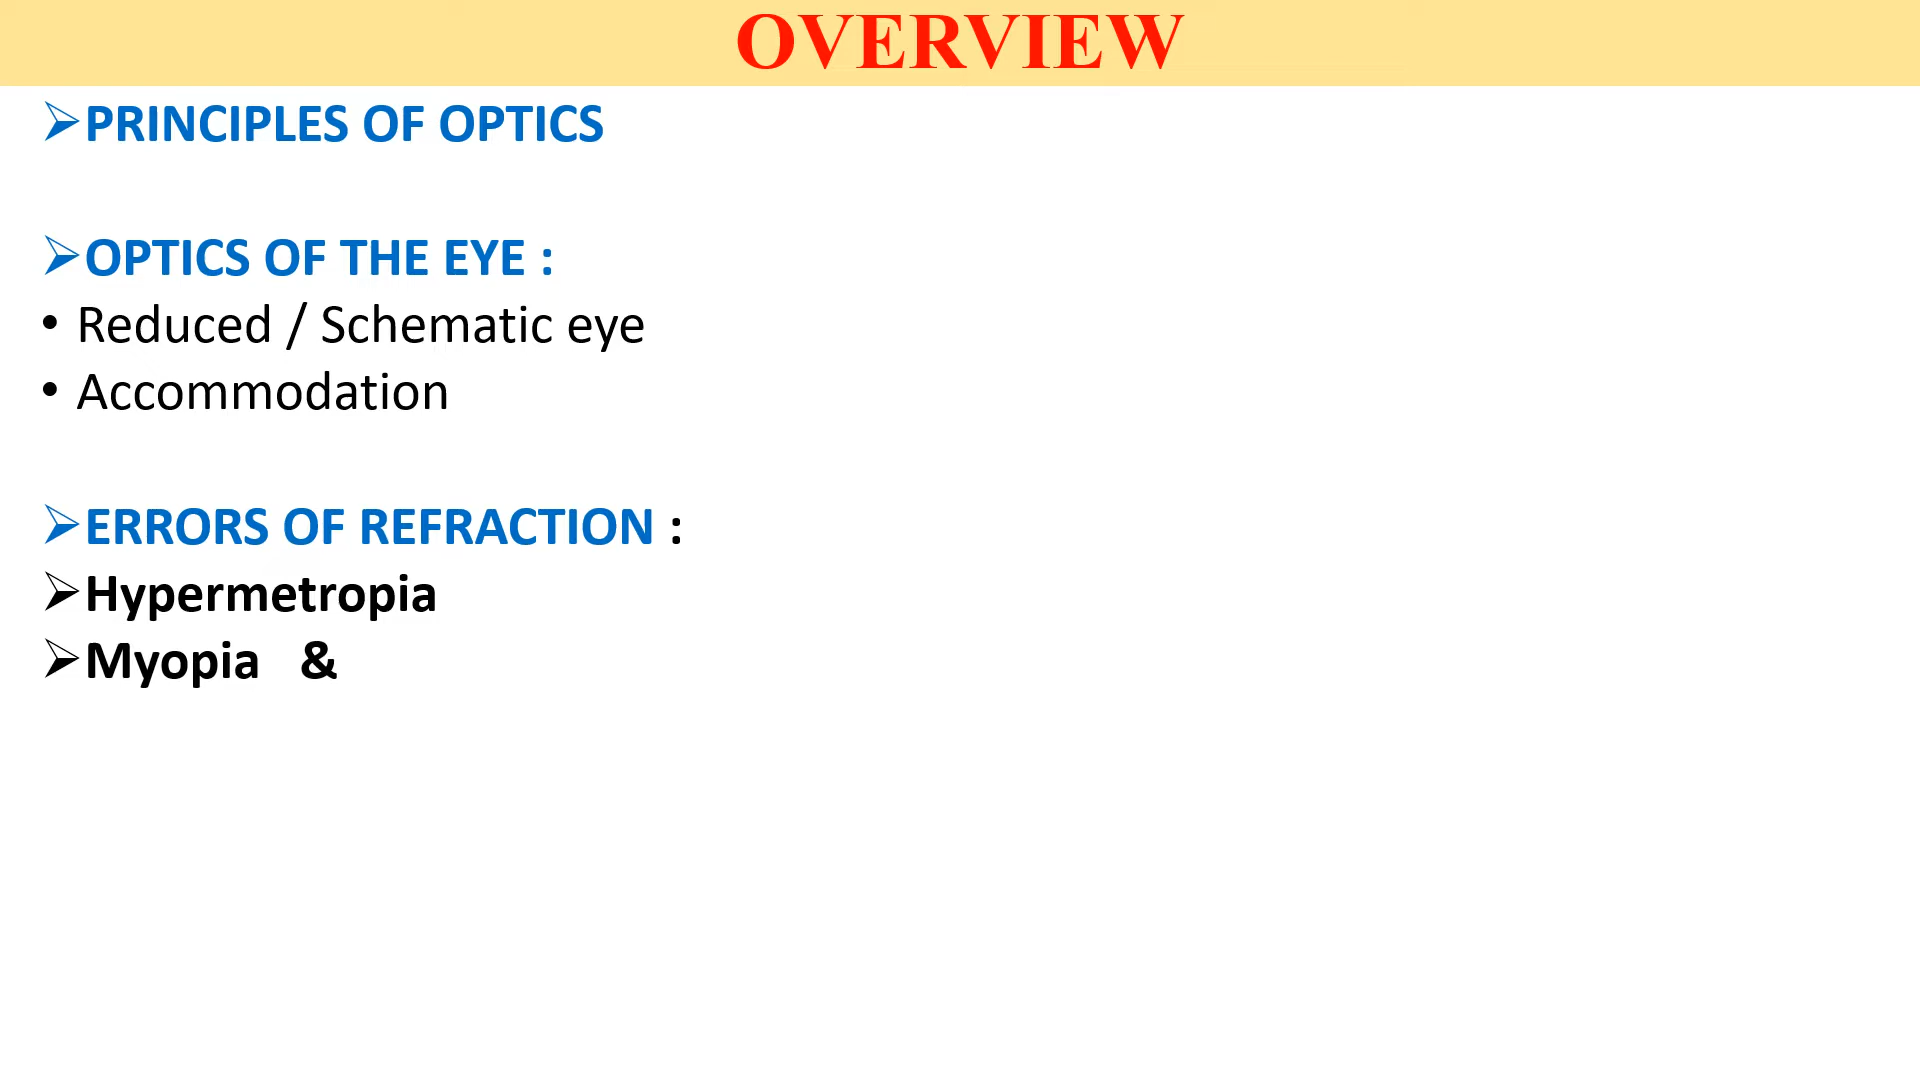 OVERVIEW
➢PRINCIPLES OF OPTICS
➢OPTICS OF THE EYE :
• Reduced / Schematic eye
• Accommodation
➢ERRORS OF REFRACTION :
➢Hypermetropia
➢Myopia &